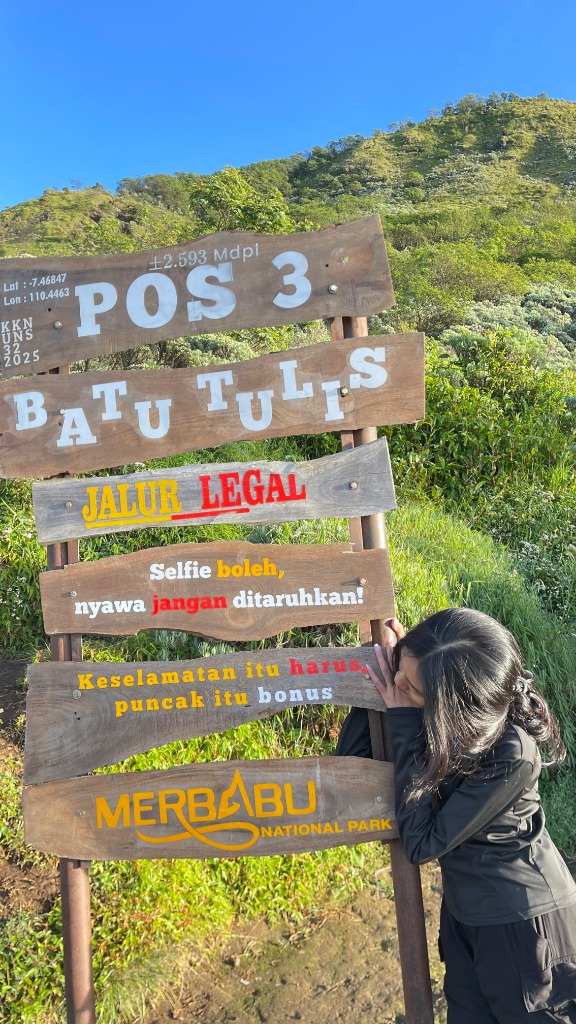 ±2.593 Mdpl
Lat : -7.46847
Lon : 110.4463
POS 3
KKN
UNS
32
2025
BATU TULIS
JALUR LEGAL
Selfie boleh,
nyawa jangan ditaruhkan!
Keselamatan itu harus,
puncak itu bonus
MERBABU
NATIONAL PARK